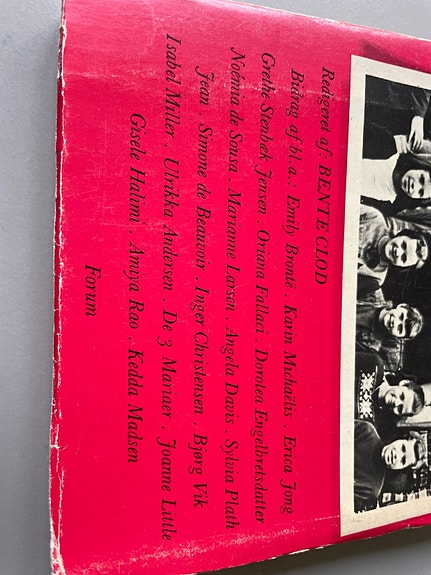 Redigeret af: BENTE CLOD
Bidrag af bl.a.: Emily Brontë . Karin Michaëlis . Erica Jong
Grethe Stenbæk Jensen . Oriana Fallaci . Dorotea Engelbretsdatter
Noémia de Sousa . Marianne Larsen . Angela Davis . Sylvia Plath
Jean . Simone de Beauvoir . Inger Christensen . Bjørg Vik
Isabel Miller . Ulrikka Andersen . De 3 Mariaer . Joanne Little
Gisele Halimi . Amiya Rao . Kedda Madsen
Forum